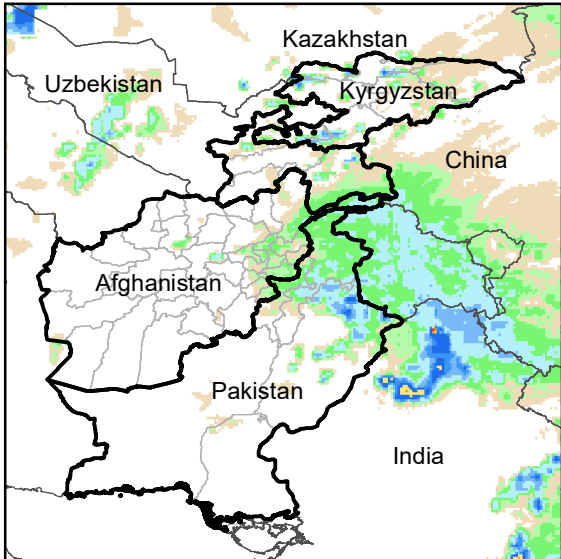 Kazakhstan
Uzbekistan
Kyrgyzstan
China
Afghanistan
Pakistan
India